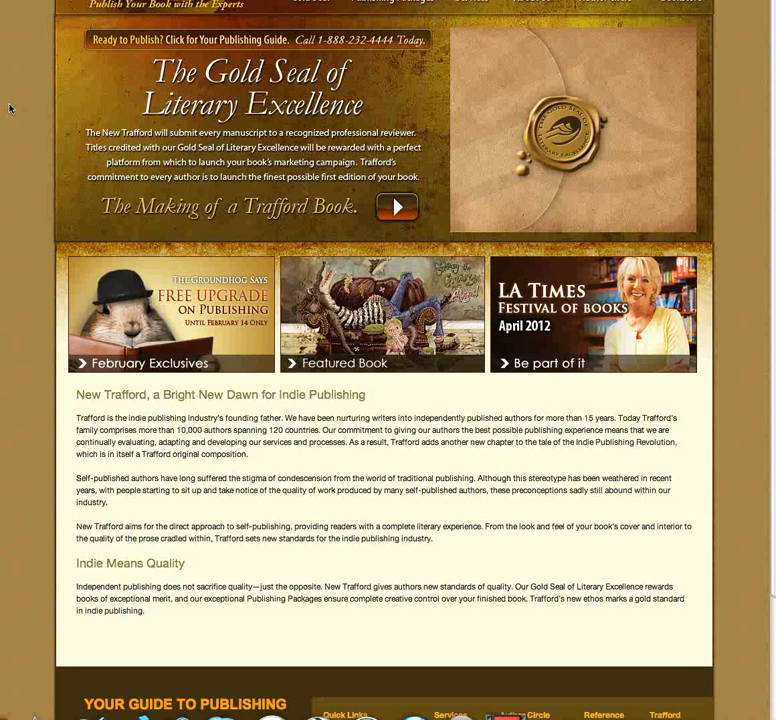 Publish Your Book with the Experts
Ready to Publish? Click for Your Publishing Guide. Call 1-888-232-4444 Today.
The Gold Seal of
Literary Excellence
The New Trafford will submit every manuscript to a recognized professional reviewer.
Titles credited with our Gold Seal of Literary Excellence will be rewarded with a perfect
platform from which to launch your book's marketing campaign. Trafford's
commitment to every author is to launch the finest possible first edition of your book.
The Making of a Trafford Book.
THE GROUNDHOG SAYS
FREE UPGRADE
ON PUBLISHING
UNTIL FEBRUARY 14 ONLY
February Exclusives
Featured Book
LA TIMES
FESTIVAL OF BOOKS
April 2012
Be part of it
New Trafford, a Bright New Dawn for Indie Publishing
Trafford is the indie publishing industry's founding father. We have been nurturing writers into independently published authors for more than 15 years. Today Trafford's
family comprises more than 10,000 authors spanning 120 countries. Our commitment to giving our authors the best possible publishing experience means that we are
continually evaluating, adapting and developing our services and processes. As a result, Trafford adds another new chapter to the tale of the Indie Publishing Revolution,
which is in itself a Trafford original composition.
Self-published authors have long suffered the stigma of condescension from the world of traditional publishing. Although this stereotype has been weathered in recent
years, with people starting to sit up and take notice of the quality of work produced by many self-published authors, these preconceptions sadly still abound within our
industry.
New Trafford aims for the direct approach to self-publishing, providing readers with a complete literary experience. From the look and feel of your book's cover and interior to
the quality of the prose cradled within, Trafford sets new standards for the indie publishing industry.
Indie Means Quality
Independent publishing does not sacrifice quality—just the opposite. New Trafford gives authors new standards of quality. Our Gold Seal of Literary Excellence rewards
books of exceptional merit, and our exceptional Publishing Packages ensure complete creative control over your finished book. Trafford's new ethos marks a gold standard
in indie publishing.
YOUR GUIDE TO PUBLISHING
Quick Links Services Circle Reference Trafford